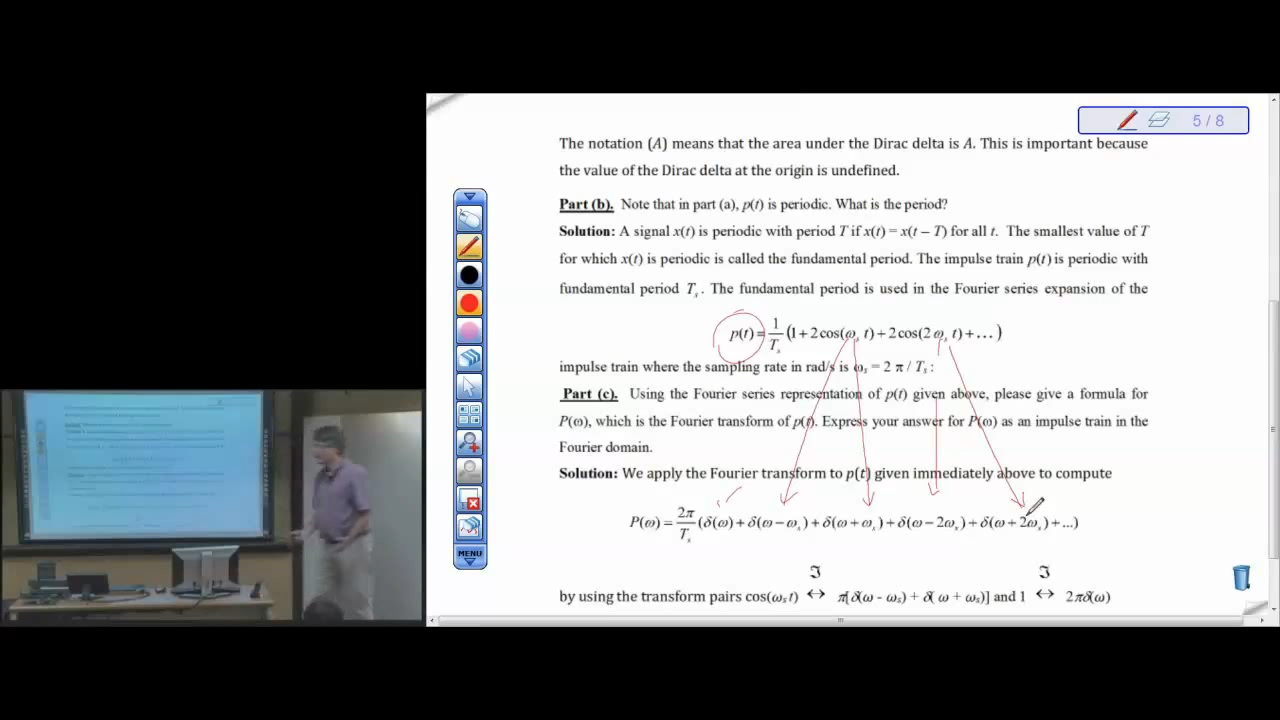 5 / 8
The notation (A) means that the area under the Dirac delta is A. This is important because
the value of the Dirac delta at the origin is undefined.
Part (b). Note that in part (a), p(t) is periodic. What is the period?
Solution: A signal x(t) is periodic with period T if x(t) = x(t – T) for all t. The smallest value of T
for which x(t) is periodic is called the fundamental period. The impulse train p(t) is periodic with
fundamental period Tₛ. The fundamental period is used in the Fourier series expansion of the
p(t) = 1/Tₛ (1 + 2 cos(ωₛ t) + 2 cos(2 ωₛ t) + …)
impulse train where the sampling rate in rad/s is ωₛ = 2 π / Tₛ :
Part (c). Using the Fourier series representation of p(t) given above, please give a formula for
P(ω), which is the Fourier transform of p(t). Express your answer for P(ω) as an impulse train in the
Fourier domain.
Solution: We apply the Fourier transform to p(t) given immediately above to compute
P(ω) = 2π/Tₛ (δ(ω) + δ(ω − ωₛ) + δ(ω + ωₛ) + δ(ω − 2ωₛ) + δ(ω + 2ωₛ) + ...)
ℑ ℑ
by using the transform pairs cos(ωₛ t) ↔ π[δ(ω - ωₛ) + δ( ω + ωₛ)] and 1 ↔ 2πδ(ω)
MENU